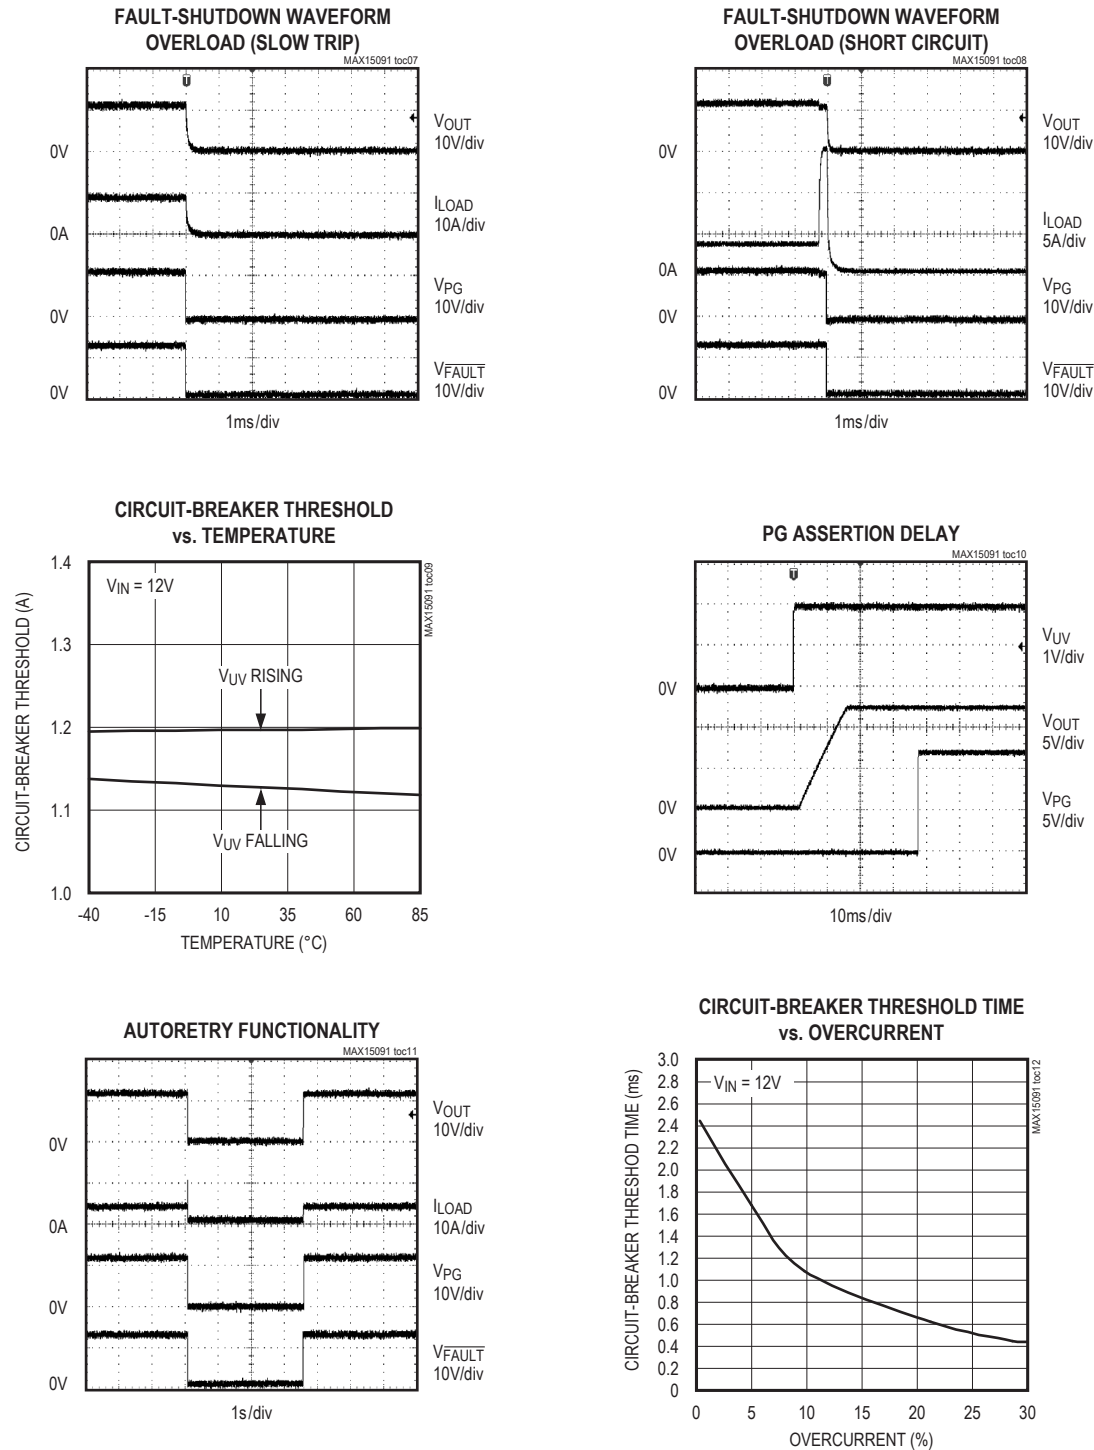 FAULT-SHUTDOWN WAVEFORM
OVERLOAD (SLOW TRIP)
MAX15091 toc07
VOUT
10V/div
0V
ILOAD
10A/div
0A
VPG
10V/div
0V
VFAULT
10V/div
0V
1ms/div
FAULT-SHUTDOWN WAVEFORM
OVERLOAD (SHORT CIRCUIT)
MAX15091 toc08
VOUT
10V/div
0V
ILOAD
5A/div
0A
VPG
10V/div
0V
VFAULT
10V/div
0V
1ms/div
CIRCUIT-BREAKER THRESHOLD
vs. TEMPERATURE
MAX15091 toc09
VIN = 12V
VUV RISING
VUV FALLING
CIRCUIT-BREAKER THRESHOLD (A)
1.4
1.3
1.2
1.1
1.0
-40 -15 10 35 60 85
TEMPERATURE (°C)
PG ASSERTION DELAY
MAX15091 toc10
VUV
1V/div
0V
VOUT
5V/div
0V
VPG
5V/div
0V
10ms/div
AUTORETRY FUNCTIONALITY
MAX15091 toc11
VOUT
10V/div
0V
ILOAD
10A/div
0A
VPG
10V/div
0V
VFAULT
10V/div
0V
1s/div
CIRCUIT-BREAKER THRESHOLD TIME
vs. OVERCURRENT
MAX15091 toc12
VIN = 12V
CIRCUIT-BREAKER THRESHOD TIME (ms)
3.0
2.8
2.6
2.4
2.2
2.0
1.8
1.6
1.4
1.2
1.0
0.8
0.6
0.4
0.2
0
0 5 10 15 20 25 30
OVERCURRENT (%)